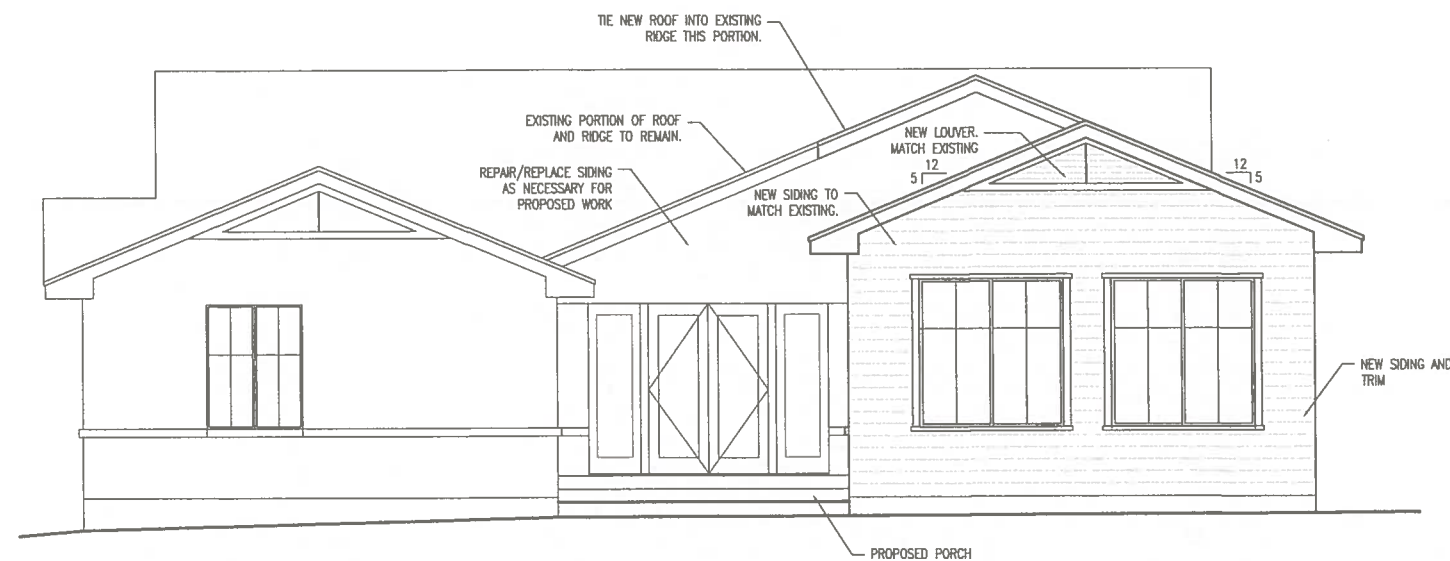 TIE NEW ROOF INTO EXISTING
RIDGE THIS PORTION.
EXISTING PORTION OF ROOF
AND RIDGE TO REMAIN.
REPAIR/REPLACE SIDING
AS NECESSARY FOR
PROPOSED WORK
NEW LOUVER.
MATCH EXISTING
12
5
12
5
NEW SIDING TO
MATCH EXISTING.
NEW SIDING AND
TRIM
PROPOSED PORCH